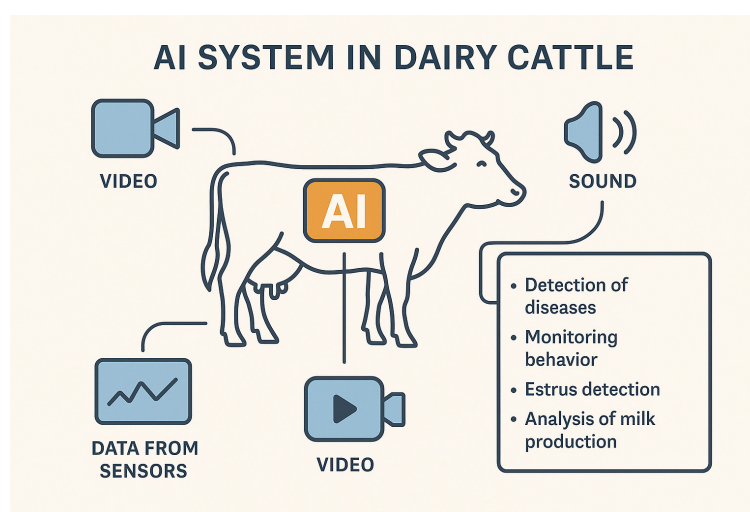 AI SYSTEM IN DAIRY CATTLE
VIDEO
SOUND
AI
• Detection of
diseases
• Monitoring
behavior
• Estrus detection
• Analysis of milk
production
DATA FROM
SENSORS
VIDEO